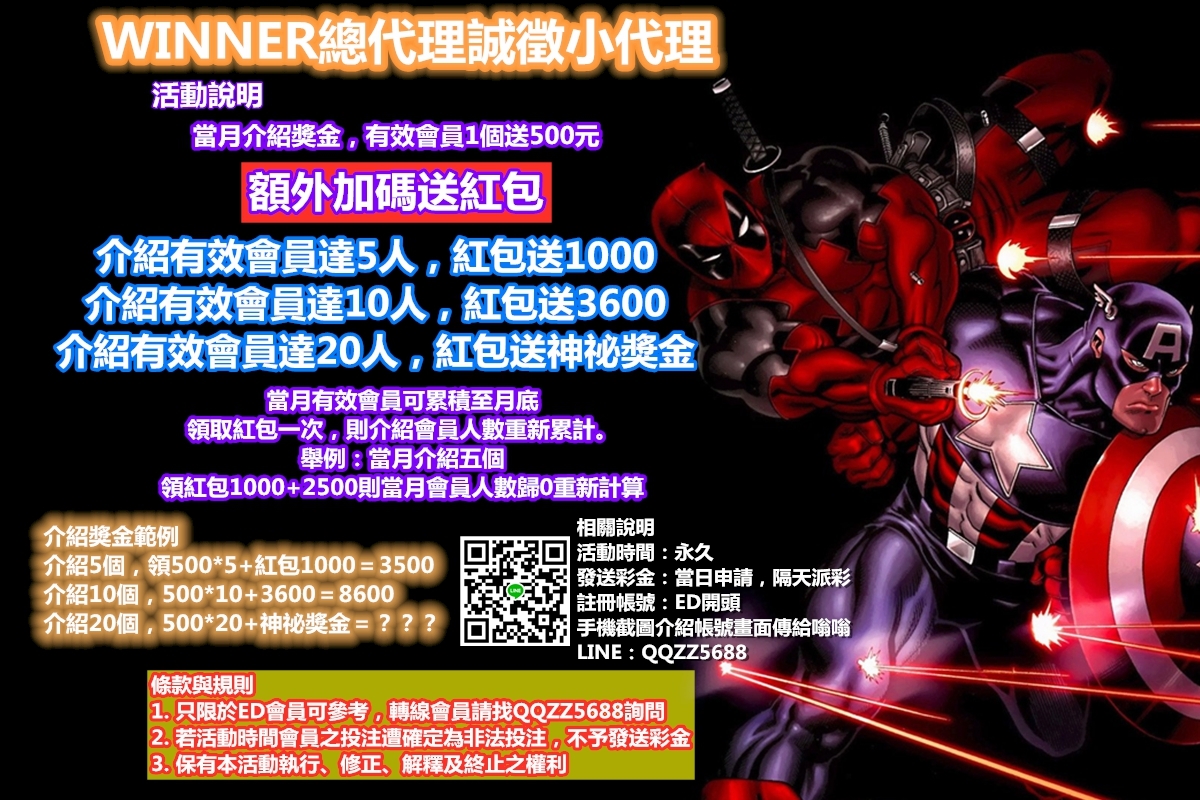 WINNER總代理誠徵小代理
活動說明
當月介紹獎金，有效會員1個送500元
額外加碼送紅包
介紹有效會員達5人，紅包送1000
介紹有效會員達10人，紅包送3600
介紹有效會員達20人，紅包送神祕獎金
當月有效會員可累積至月底
領取紅包一次，則介紹會員人數重新累計。
舉例：當月介紹五個
領紅包1000+2500則當月會員人數歸0重新計算
介紹獎金範例
介紹5個，領500*5+紅包1000＝3500
介紹10個，500*10+3600＝8600
介紹20個，500*20+神祕獎金＝？？？
LINE
相關說明
活動時間：永久
發送彩金：當日申請，隔天派彩
註冊帳號：ED開頭
手機截圖介紹帳號畫面傳給嗡嗡
LINE：QQZZ5688
條款與規則
1. 只限於ED會員可參考，轉線會員請找QQZZ5688詢問
2. 若活動時間會員之投注遭確定為非法投注，不予發送彩金
3. 保有本活動執行、修正、解釋及終止之權利
A